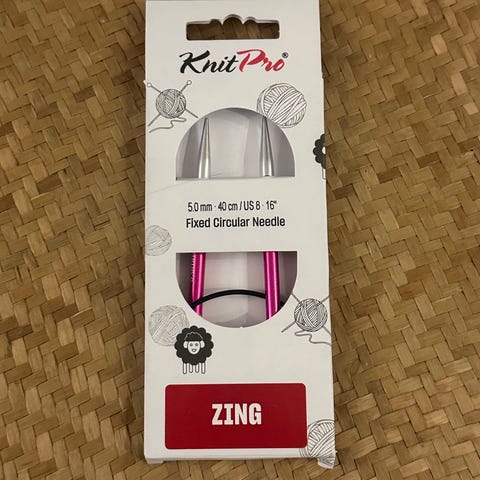 KnitPro®
5.0 mm · 40 cm / US 8 · 16"
Fixed Circular Needle
ZING